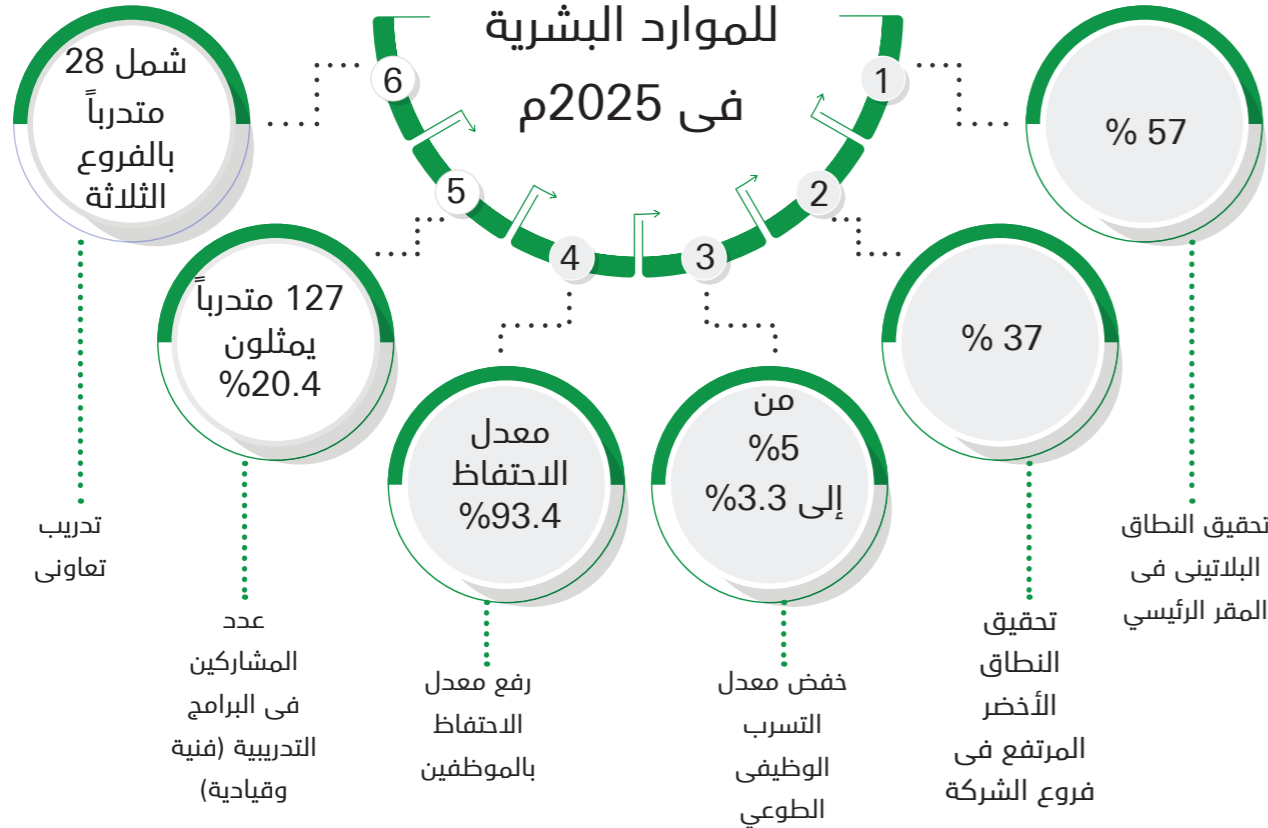 للموارد البشرية
فى 2025م
1
% 57
تحقيق النطاق
البلاتينى فى
المقر الرئيسي
2
% 37
تحقيق
النطاق
الأخضر
المرتفع فى
فروع الشركة
3
من
%5
إلى 3.3%
خفض معدل
التسرب
الوظيفى
الطوعي
4
معدل
الاحتفاظ
%93.4
رفع معدل
الاحتفاظ
بالموظفين
5
127 متدرباً
يمثلون
%20.4
عدد
المشاركين
فى البرامج
التدريبية (فنية
وقيادية)
6
شمل 28
متدرباً
بالفروع
الثلاثة
تدريب
تعاونى